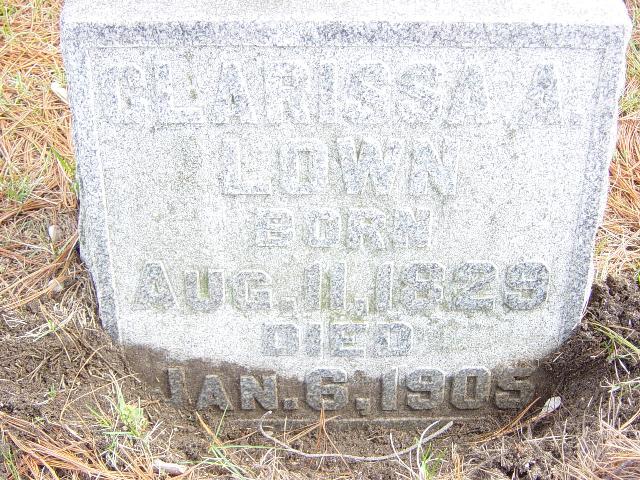 CLARISSA A.
LOWN
BORN
AUG. 11, 1829
DIED
JAN. 6, 1905